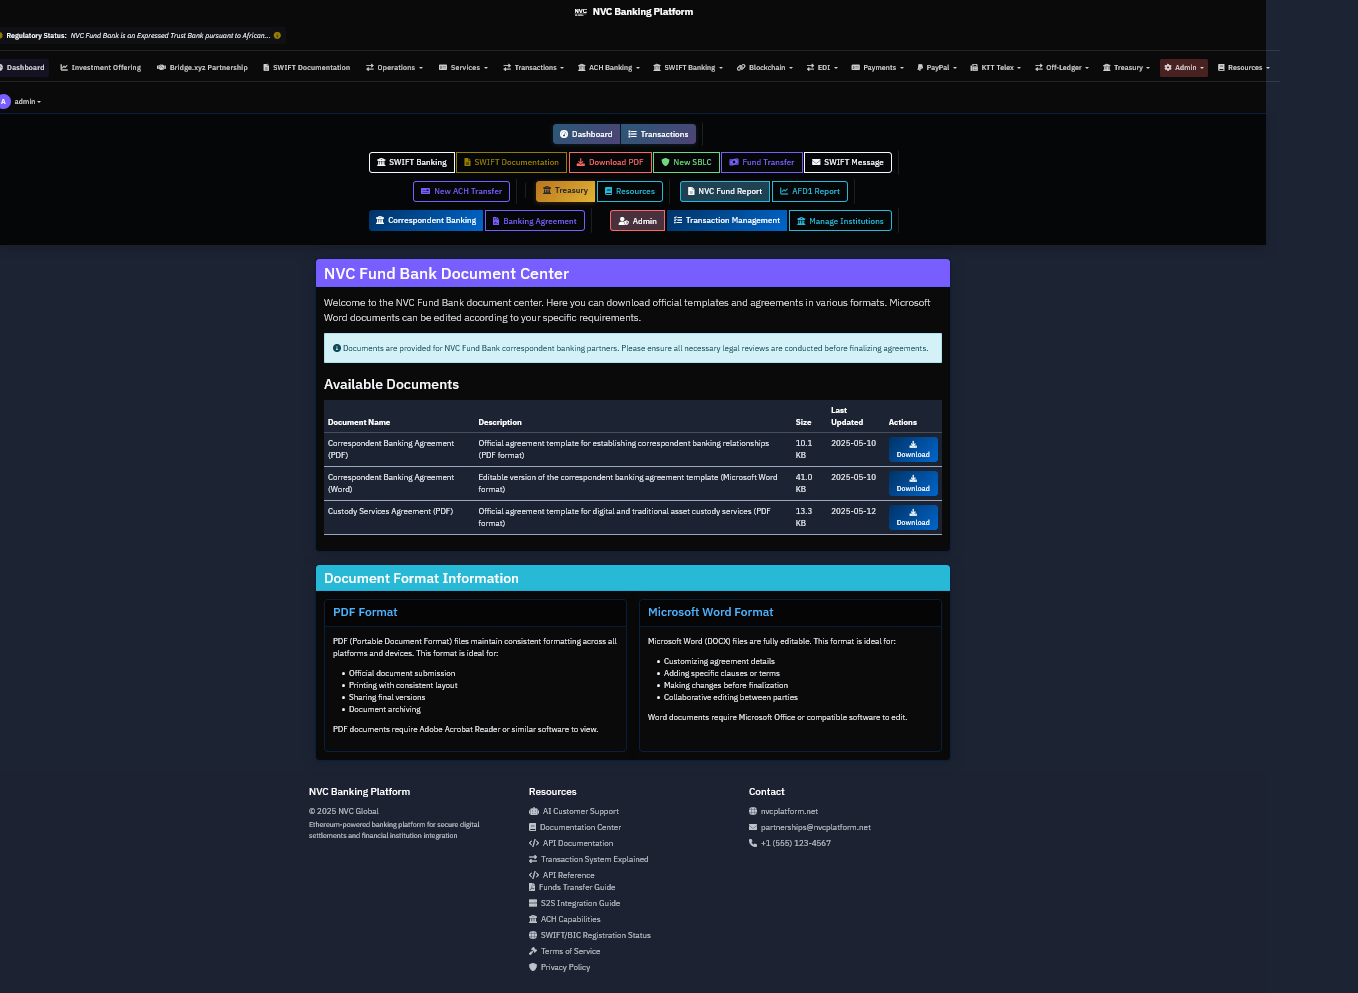 NVC NVC Banking Platform
Regulatory Status: NVC Fund Bank is an Expressed Trust Bank pursuant to African...
Dashboard Investment Offering Bridge.xyz Partnership SWIFT Documentation Operations Services Transactions ACH Banking SWIFT Banking Blockchain EDI Payments PayPal KTT Telex Off-Ledger Treasury Admin Resources
A admin
Dashboard Transactions
SWIFT Banking SWIFT Documentation Download PDF New SBLC Fund Transfer SWIFT Message
New ACH Transfer Treasury Resources NVC Fund Report AFD1 Report
Correspondent Banking Banking Agreement Admin Transaction Management Manage Institutions
NVC Fund Bank Document Center
Welcome to the NVC Fund Bank document center. Here you can download official templates and agreements in various formats. Microsoft
Word documents can be edited according to your specific requirements.
Documents are provided for NVC Fund Bank correspondent banking partners. Please ensure all necessary legal reviews are conducted before finalizing agreements.
Available Documents
Document Name Description Size Last Updated Actions
Correspondent Banking Agreement (PDF) Official agreement template for establishing correspondent banking relationships (PDF format) 10.1 KB 2025-05-10 Download
Correspondent Banking Agreement (Word) Editable version of the correspondent banking agreement template (Microsoft Word format) 41.0 KB 2025-05-10 Download
Custody Services Agreement (PDF) Official agreement template for digital and traditional asset custody services (PDF format) 13.3 KB 2025-05-12 Download
Document Format Information
PDF Format
PDF (Portable Document Format) files maintain consistent formatting across all
platforms and devices. This format is ideal for:
• Official document submission
• Printing with consistent layout
• Sharing final versions
• Document archiving
PDF documents require Adobe Acrobat Reader or similar software to view.
Microsoft Word Format
Microsoft Word (DOCX) files are fully editable. This format is ideal for:
• Customizing agreement details
• Adding specific clauses or terms
• Making changes before finalization
• Collaborative editing between parties
Word documents require Microsoft Office or compatible software to edit.
NVC Banking Platform
© 2025 NVC Global
Ethereum-powered banking platform for secure digital
settlements and financial institution integration
Resources
AI Customer Support
Documentation Center
API Documentation
Transaction System Explained
API Reference
Funds Transfer Guide
S2S Integration Guide
ACH Capabilities
SWIFT/BIC Registration Status
Terms of Service
Privacy Policy
Contact
nvcplatform.net
partnerships@nvcplatform.net
+1 (555) 123-4567